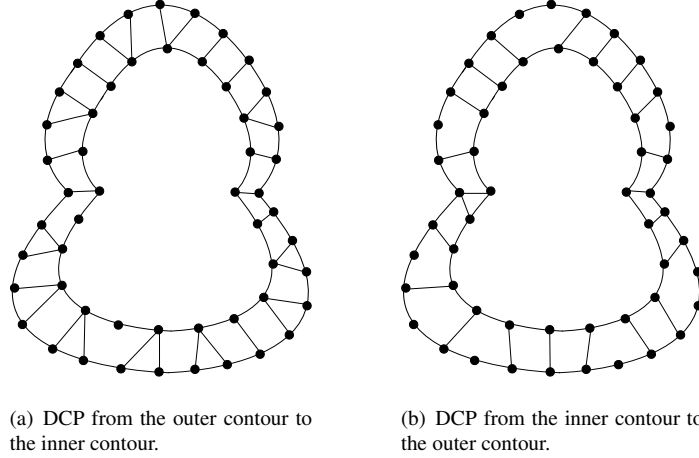 (a) DCP from the outer contour to
the inner contour.
(b) DCP from the inner contour to
the outer contour.